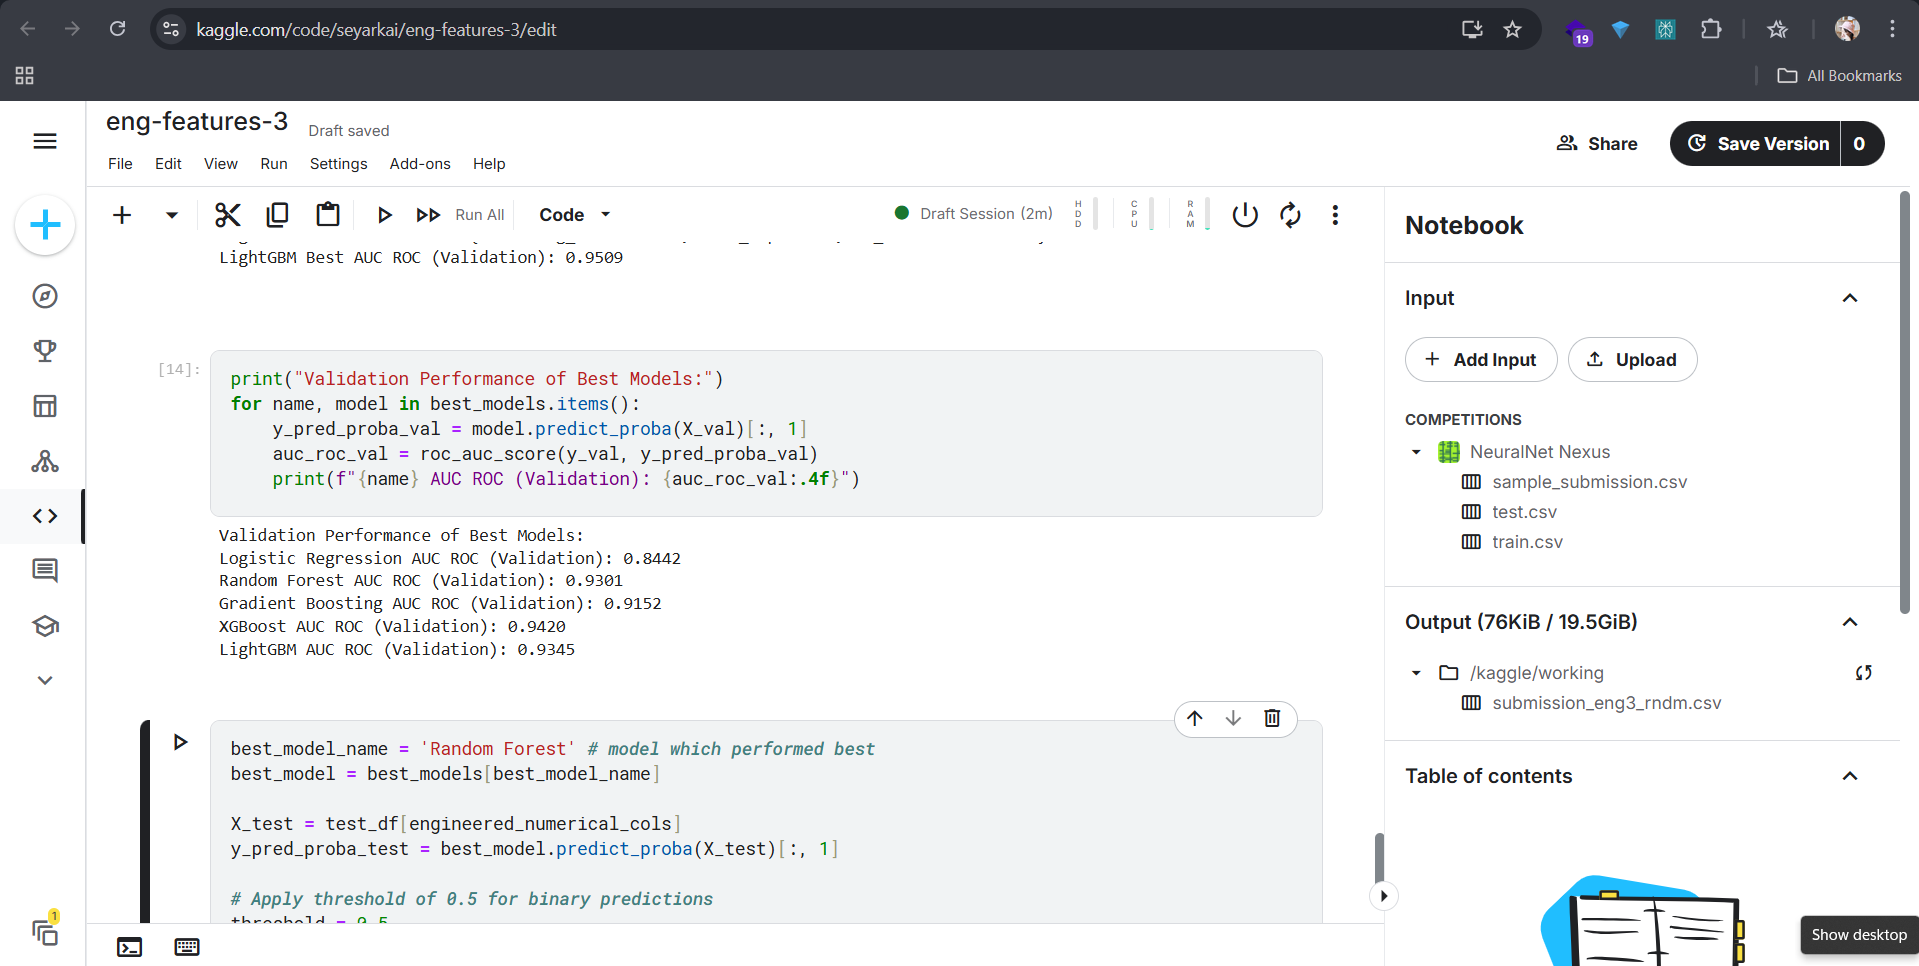 kaggle.com/code/seyarkai/eng-features-3/edit
19
All Bookmarks
eng-features-3
Draft saved
File Edit View Run Settings Add-ons Help
Share
Save Version 0
Run All
Code
Draft Session (2m)
HDD
CPU
RAM
LightGBM Best AUC ROC (Validation): 0.9509
[14]:
print("Validation Performance of Best Models:")
for name, model in best_models.items():
    y_pred_proba_val = model.predict_proba(X_val)[:, 1]
    auc_roc_val = roc_auc_score(y_val, y_pred_proba_val)
    print(f"{name} AUC ROC (Validation): {auc_roc_val:.4f}")
Validation Performance of Best Models:
Logistic Regression AUC ROC (Validation): 0.8442
Random Forest AUC ROC (Validation): 0.9301
Gradient Boosting AUC ROC (Validation): 0.9152
XGBoost AUC ROC (Validation): 0.9420
LightGBM AUC ROC (Validation): 0.9345
best_model_name = 'Random Forest' # model which performed best
best_model = best_models[best_model_name]
X_test = test_df[engineered_numerical_cols]
y_pred_proba_test = best_model.predict_proba(X_test)[:, 1]
# Apply threshold of 0.5 for binary predictions
threshold = 0.5
Notebook
Input
Add Input
Upload
COMPETITIONS
NeuralNet Nexus
sample_submission.csv
test.csv
train.csv
Output (76KiB / 19.5GiB)
/kaggle/working
submission_eng3_rndm.csv
Table of contents
1
Show desktop